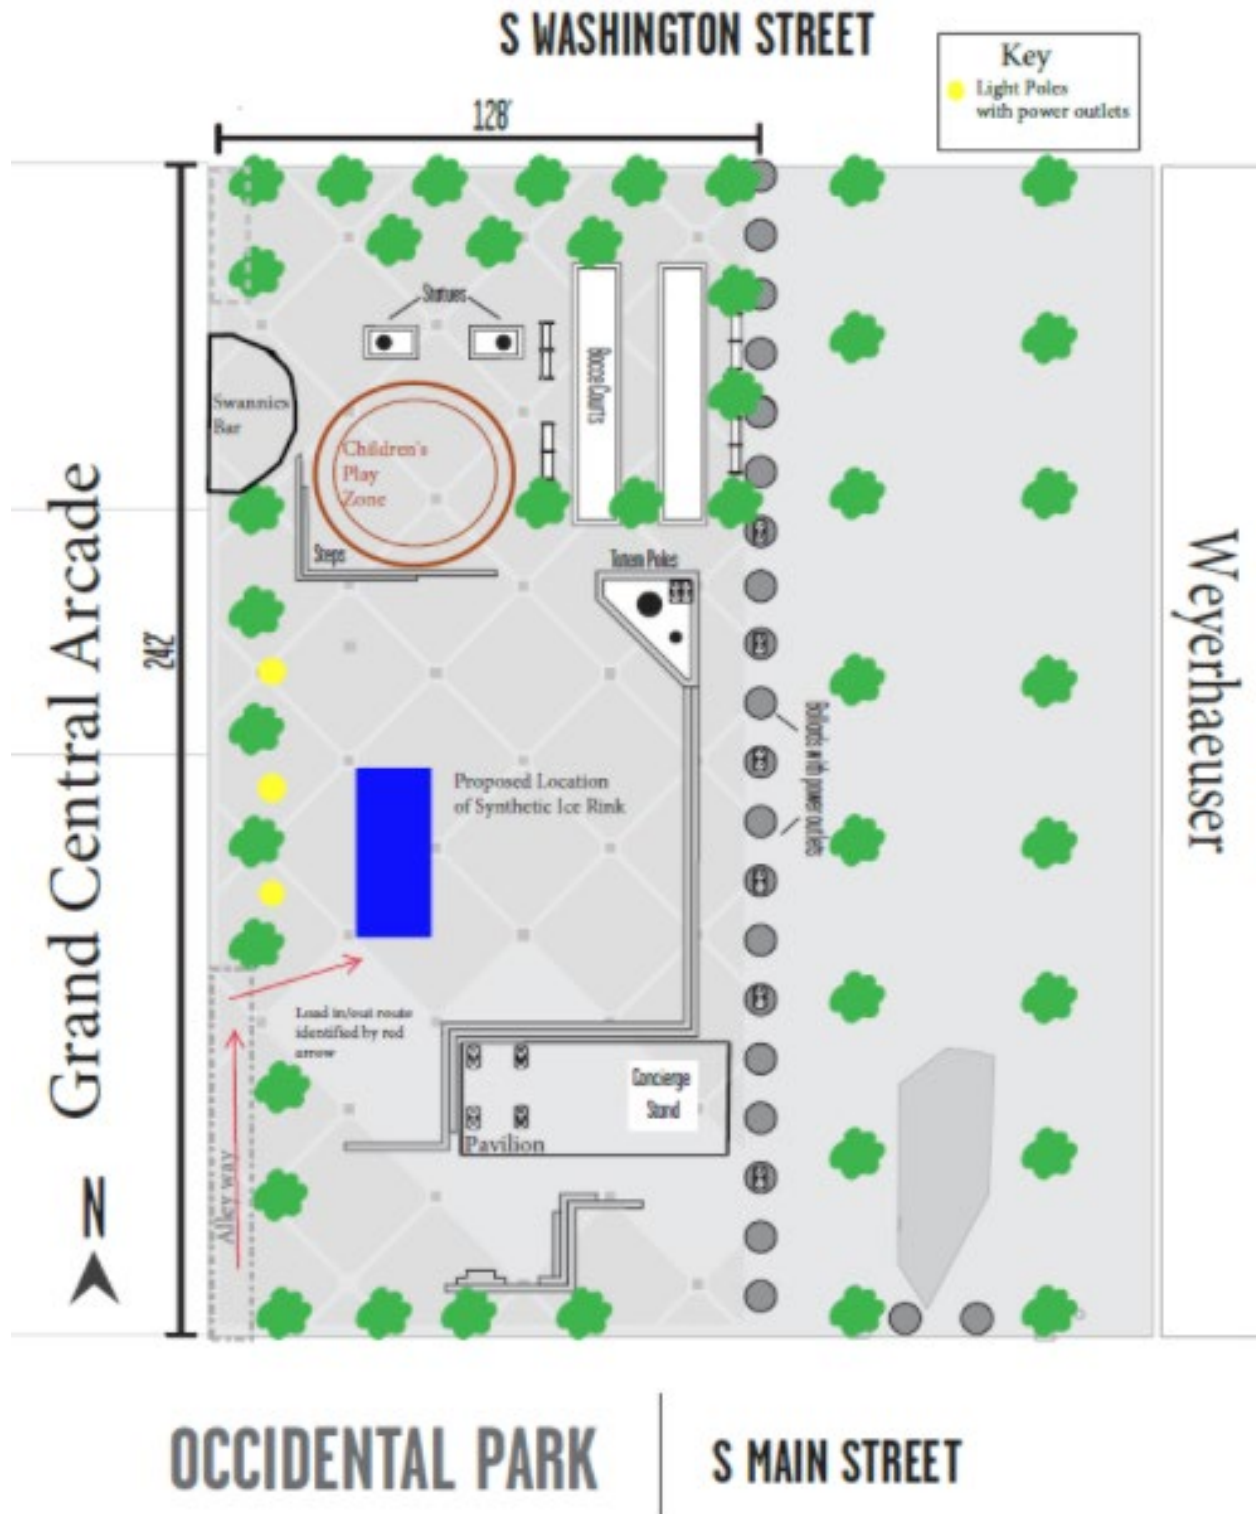 S WASHINGTON STREET
Key
Light Poles
with power outlets
128'
Statues
Swannies
Bar
Bocce Courts
Children's
Play
Zone
Steps
Totem Poles
Grand Central Arcade
242'
Weyerhaeuser
Bollards with power outlets
Proposed Location
of Synthetic Ice Rink
Load in/out route
identified by red
arrow
Concierge
Stand
Pavilion
Alley way
N
OCCIDENTAL PARK
S MAIN STREET